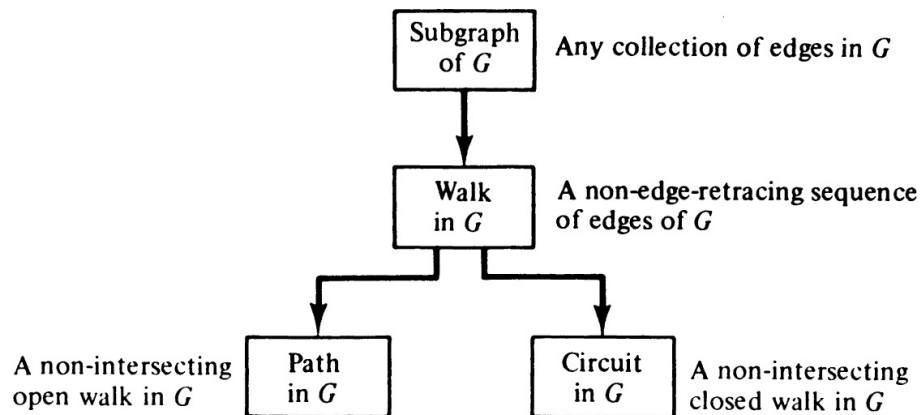 Subgraph
of G
Any collection of edges in G
Walk
in G
A non-edge-retracing sequence
of edges of G
A non-intersecting
open walk in G
Path
in G
Circuit
in G
A non-intersecting
closed walk in G